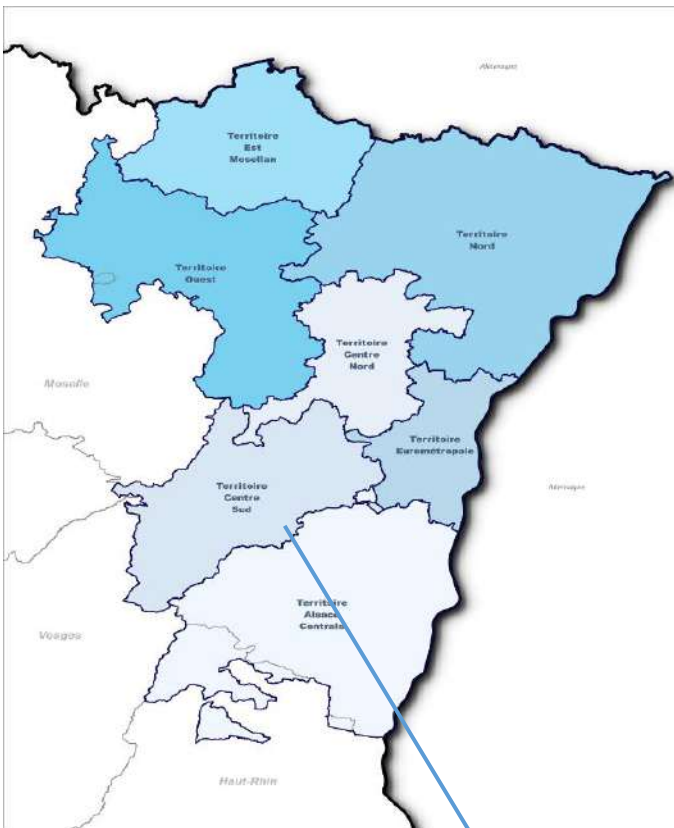 Allemagne
Territoire
Est
Mosellan
Territoire
Nord
Territoire
Ouest
Territoire
Centre
Nord
Moselle
Territoire
Eurométropole
Territoire
Centre
Sud
Allemagne
Territoire
Alsace
Centrale
Vosges
Haut-Rhin